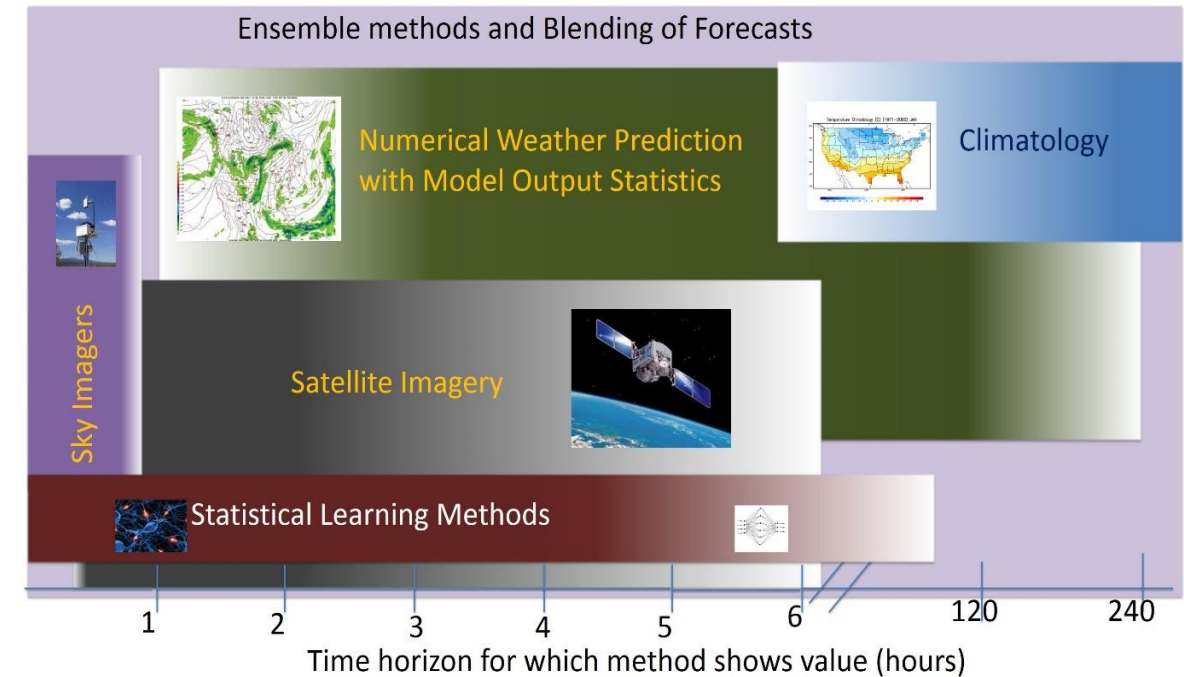 Ensemble methods and Blending of Forecasts
Numerical Weather Prediction
with Model Output Statistics
Climatology
Sky Imagers
Satellite Imagery
Statistical Learning Methods
1 2 3 4 5 6 120 240
Time horizon for which method shows value (hours)